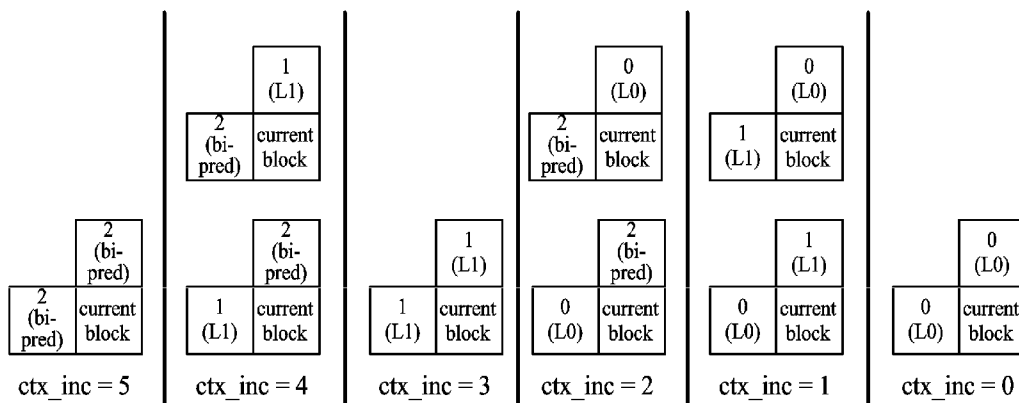 1
(L1)
2
(bi-
pred)
current
block
0
(L0)
2
(bi-
pred)
current
block
0
(L0)
1
(L1)
current
block
2
(bi-
pred)
2
(bi-
pred)
current
block
2
(bi-
pred)
1
(L1)
current
block
1
(L1)
1
(L1)
current
block
2
(bi-
pred)
0
(L0)
current
block
1
(L1)
0
(L0)
current
block
0
(L0)
0
(L0)
current
block
ctx_inc = 5
ctx_inc = 4
ctx_inc = 3
ctx_inc = 2
ctx_inc = 1
ctx_inc = 0